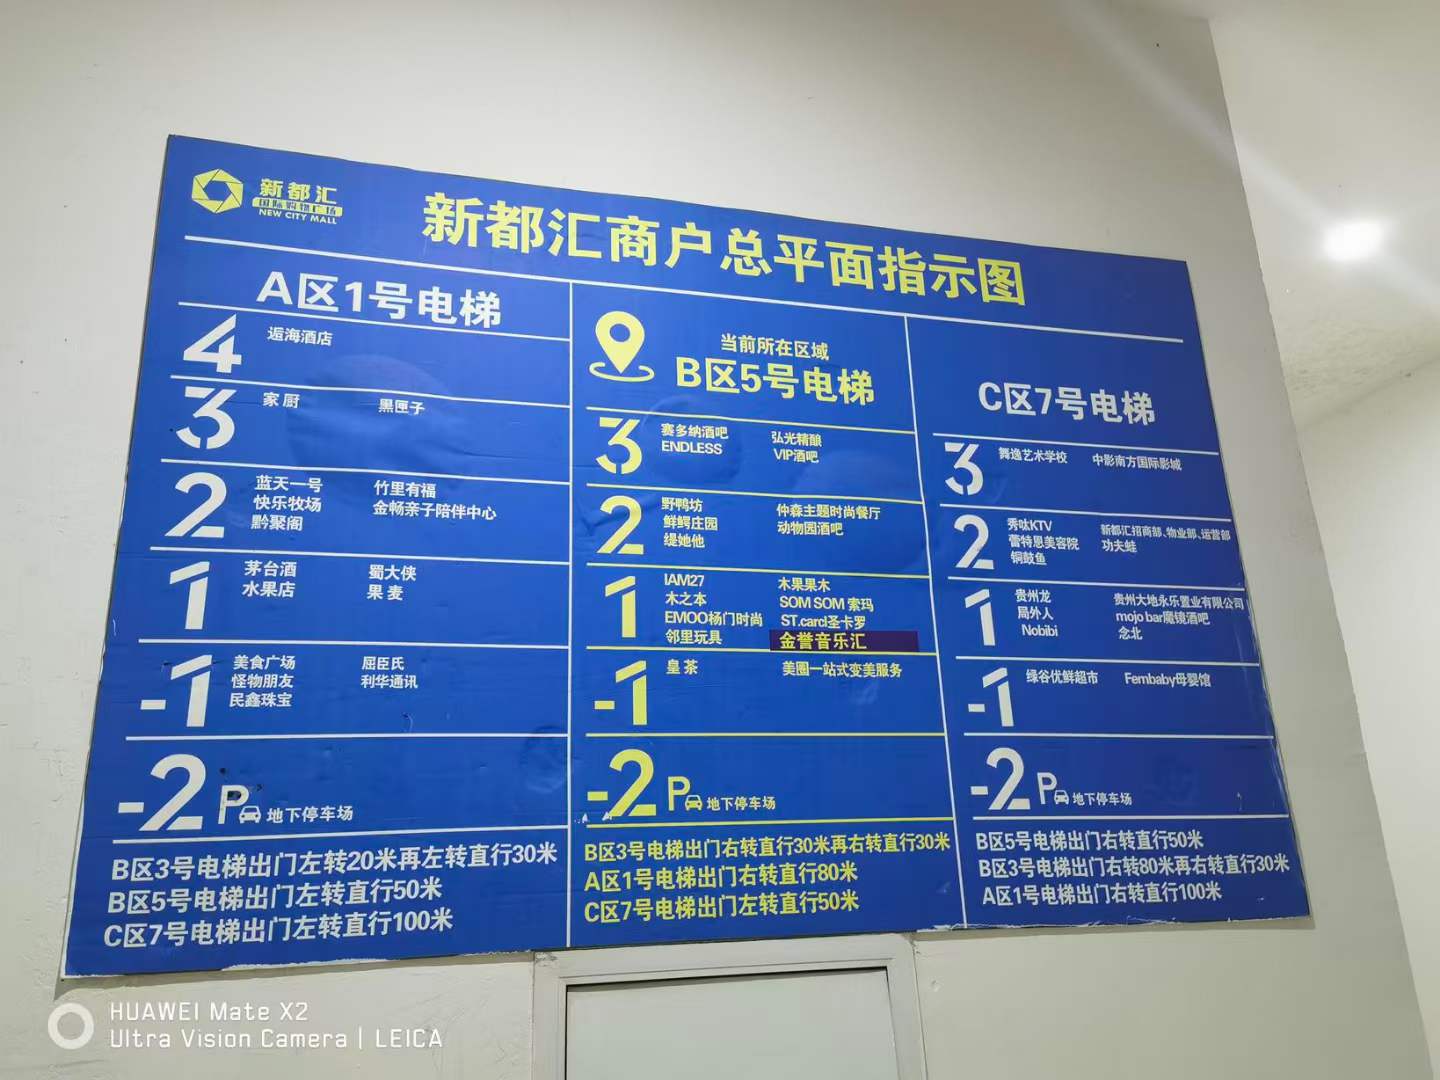 新都汇
国际购物广场
NEW CITY MALL
新都汇商户总平面指示图
A区1号电梯
4
逅海酒店
3
家厨 黑匣子
2
蓝天一号 竹里有福
快乐牧场 金畅亲子陪伴中心
黔聚阁
1
茅台酒 蜀大侠
水果店 果麦
-1
美食广场 屈臣氏
怪物朋友 利华通讯
民鑫珠宝
-2 P 地下停车场
B区3号电梯出门左转20米再左转直行30米
B区5号电梯出门左转直行50米
C区7号电梯出门左转直行100米
当前所在区域
B区5号电梯
3
赛多纳酒吧 弘光精酿
ENDLESS VIP酒吧
2
野鸭坊 仲森主题时尚餐厅
鲜鳄庄园 动物园酒吧
缇她他
1
IAM27 木果果木
木之本 SOM SOM 索玛
EMOO杨门时尚 ST.carcl圣卡罗
邻里玩具 金誉音乐汇
-1
皇茶 美圈一站式变美服务
-2 P 地下停车场
B区3号电梯出门右转直行30米再右转直行30米
A区1号电梯出门右转直行80米
C区7号电梯出门左转直行50米
C区7号电梯
3
舞逸艺术学校 中影南方国际影城
2
秀呔KTV 新都汇招商部、物业部、运营部
蕾特恩美容院 功夫蛙
铜鼓鱼
1
贵州龙 贵州大地永乐置业有限公司
局外人 mojo bar魔镜酒吧
Nobibi 念北
-1
绿谷优鲜超市 Fernbaby母婴馆
-2 P 地下停车场
B区5号电梯出门右转直行50米
B区3号电梯出门右转80米再右转直行30米
A区1号电梯出门右转直行100米
HUAWEI Mate X2
Ultra Vision Camera | LEICA